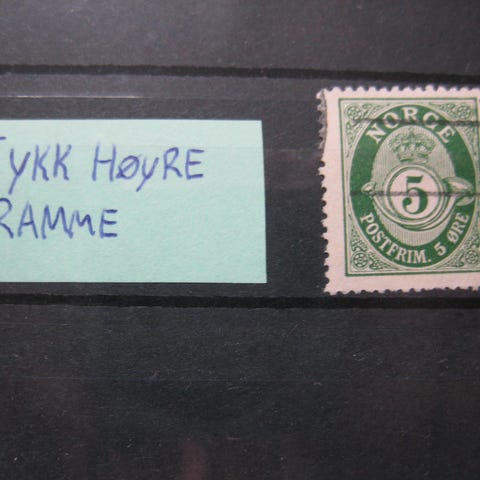 TYKK HØYRE
RAMME
NORGE
5
POSTFRIM. 5 ØRE